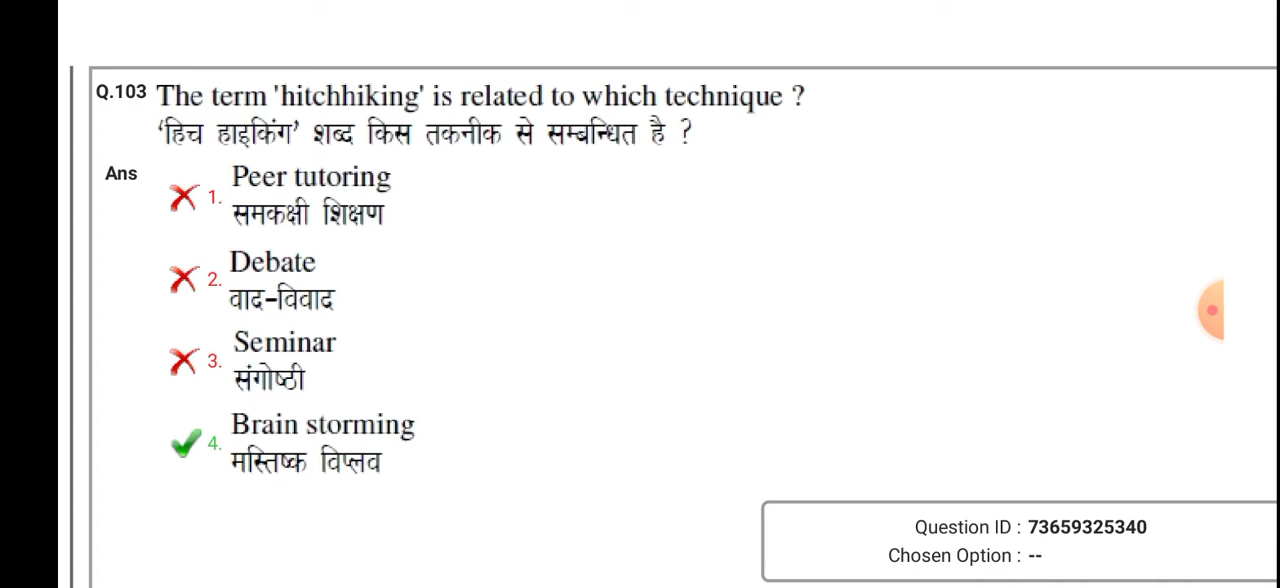 Q.103 The term 'hitchhiking' is related to which technique ?
‘हिच हाइकिंग’ शब्द किस तकनीक से सम्बन्धित है ?
Ans
1. Peer tutoring
समकक्षी शिक्षण
2. Debate
वाद-विवाद
3. Seminar
संगोष्ठी
4. Brain storming
मस्तिष्क विप्लव
Question ID : 73659325340
Chosen Option : --